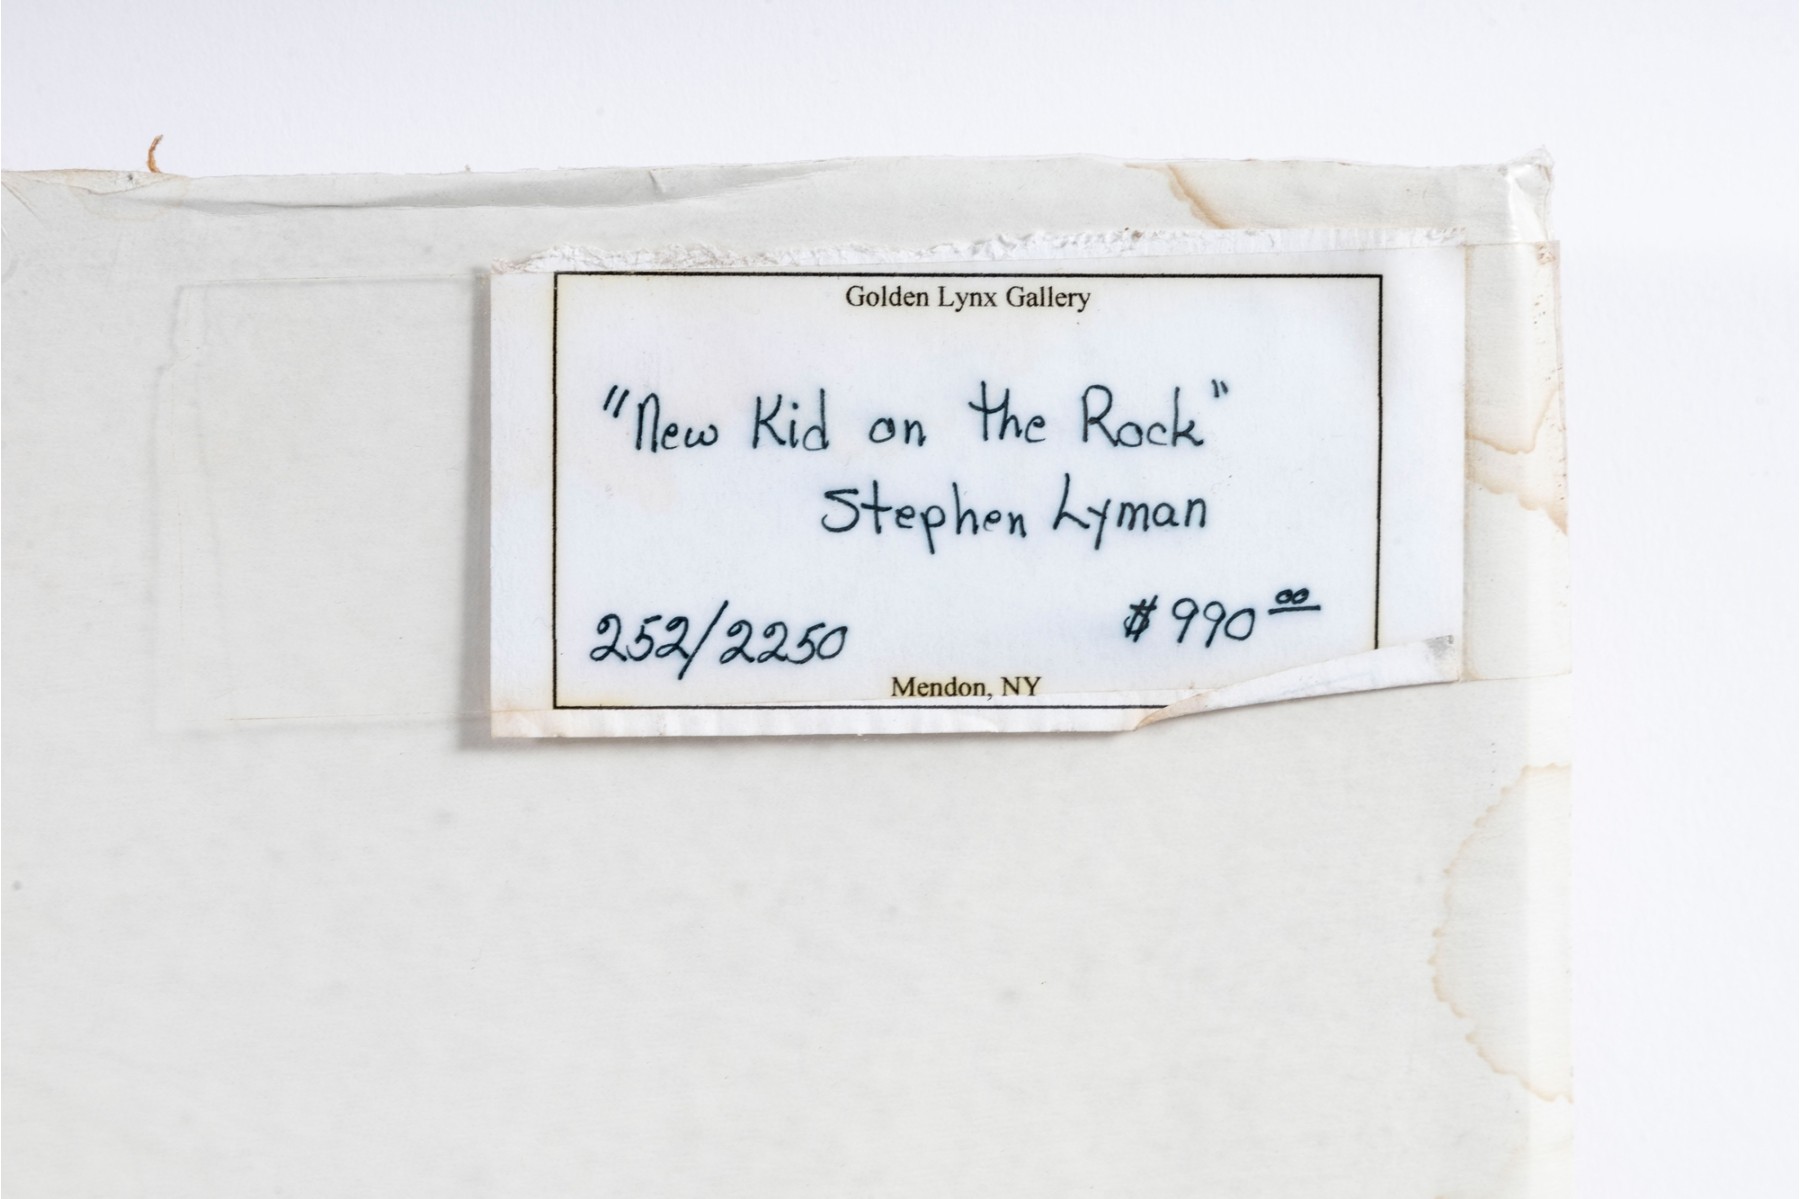 Golden Lynx Gallery
"New Kid on the Rock"
Stephen Lyman
252/2250 $990.00
Mendon, NY